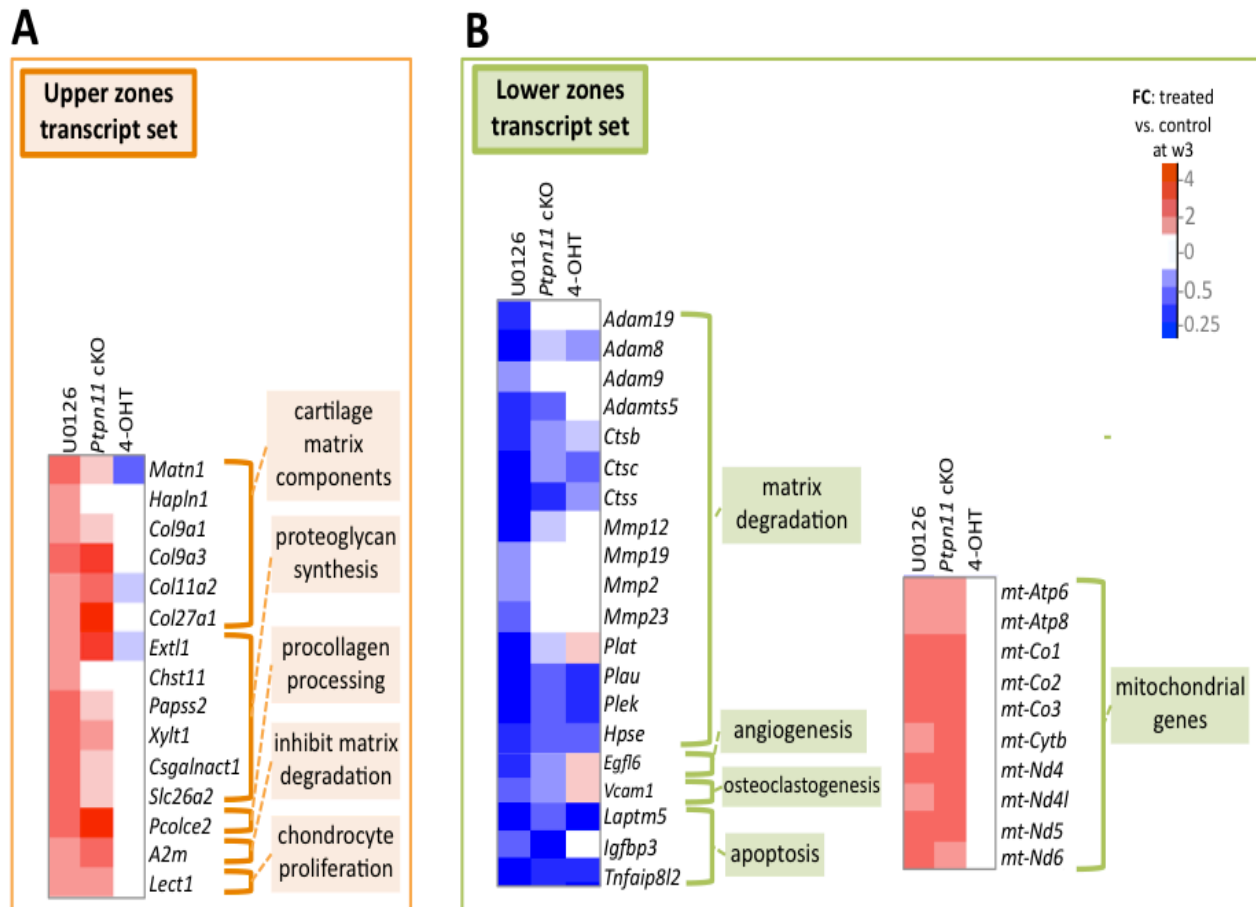 A
B
Upper zones
transcript set
U0126
Ptpn11 cKO
4-OHT
Matn1
Hapln1
Col9a1
Col9a3
Col11a2
Col27a1
Extl1
Chst11
Papss2
Xylt1
Csgalnact1
Slc26a2
Pcolce2
A2m
Lect1
cartilage
matrix
components
proteoglycan
synthesis
procollagen
processing
inhibit matrix
degradation
chondrocyte
proliferation
Lower zones
transcript set
U0126
Ptpn11 cKO
4-OHT
Adam19
Adam8
Adam9
Adamts5
Ctsb
Ctsc
Ctss
Mmp12
Mmp19
Mmp2
Mmp23
Plat
Plau
Plek
Hpse
Egfl6
Vcam1
Laptm5
Igfbp3
Tnfaip8l2
matrix
degradation
angiogenesis
osteoclastogenesis
apoptosis
FC: treated
vs. control
at w3
4
2
0
0.5
0.25
U0126
Ptpn11 cKO
4-OHT
mt-Atp6
mt-Atp8
mt-Co1
mt-Co2
mt-Co3
mt-Cytb
mt-Nd4
mt-Nd4l
mt-Nd5
mt-Nd6
mitochondrial
genes